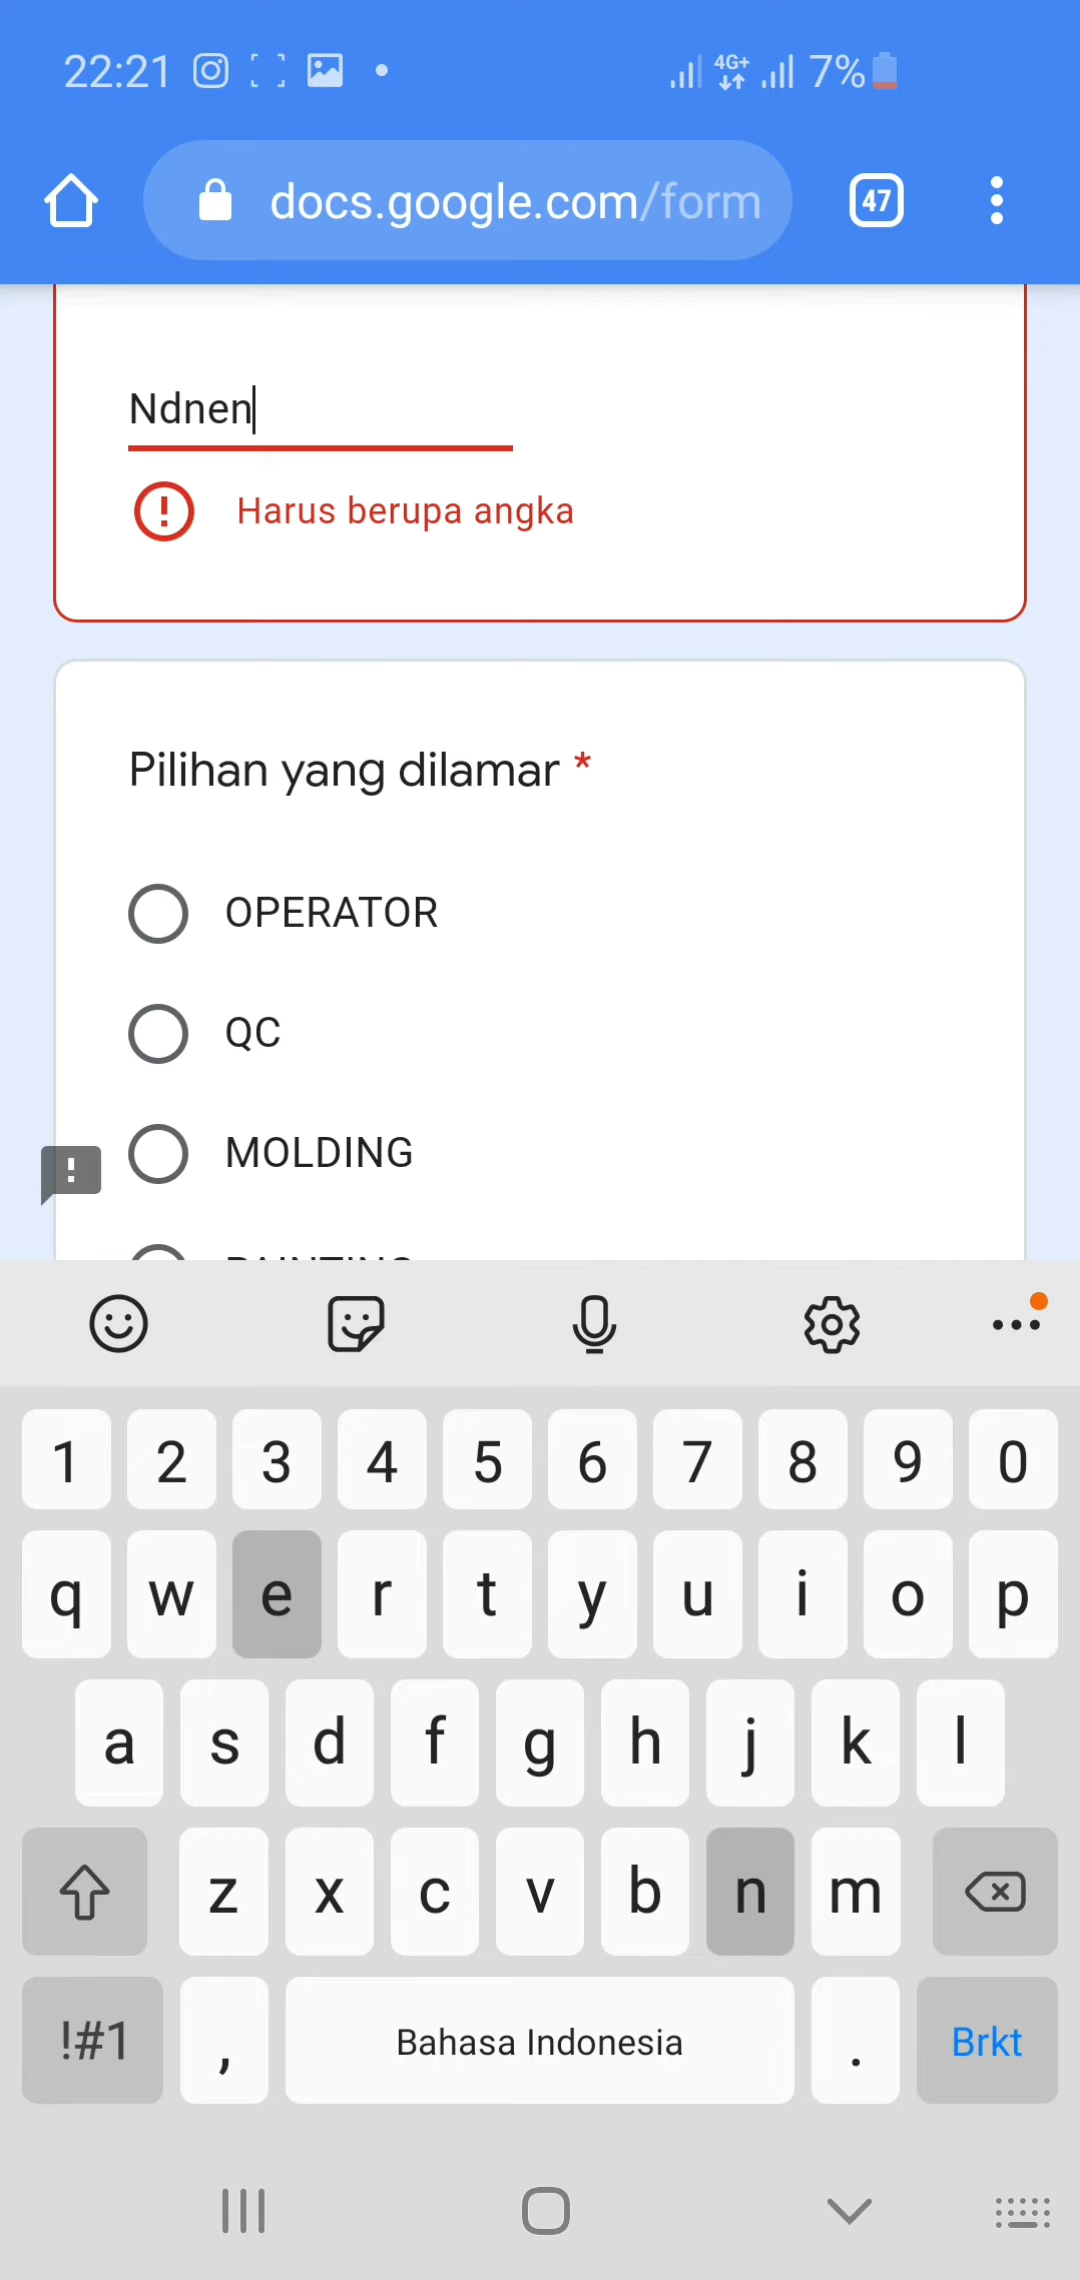 22:21 4G+ 7%
docs.google.com/form 47
Ndnen
Harus berupa angka
Pilihan yang dilamar *
OPERATOR
QC
MOLDING
1 2 3 4 5 6 7 8 9 0
q w e r t y u i o p
a s d f g h j k l
z x c v b n m
!#1 , Bahasa Indonesia . Brkt